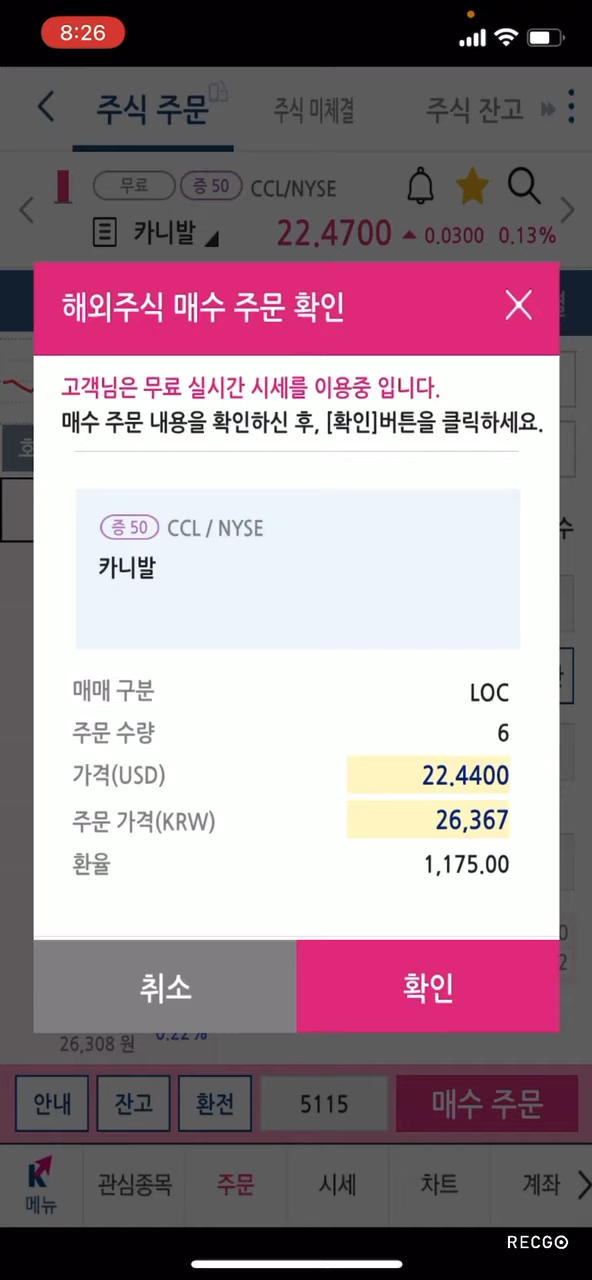 8:26
주식 주문
주식 미체결
주식 잔고
무료
증 50
CCL/NYSE
카니발
22.4700
0.0300
0.13%
해외주식 매수 주문 확인
고객님은 무료 실시간 시세를 이용중 입니다.
매수 주문 내용을 확인하신 후, [확인]버튼을 클릭하세요.
증 50 CCL / NYSE
카니발
매매 구분 LOC
주문 수량 6
가격(USD) 22.4400
주문 가격(KRW) 26,367
환율 1,175.00
취소 확인
26,308 원 0.22%
안내 잔고 환전 5115 매수 주문
메뉴 관심종목 주문 시세 차트 계좌
RECGO